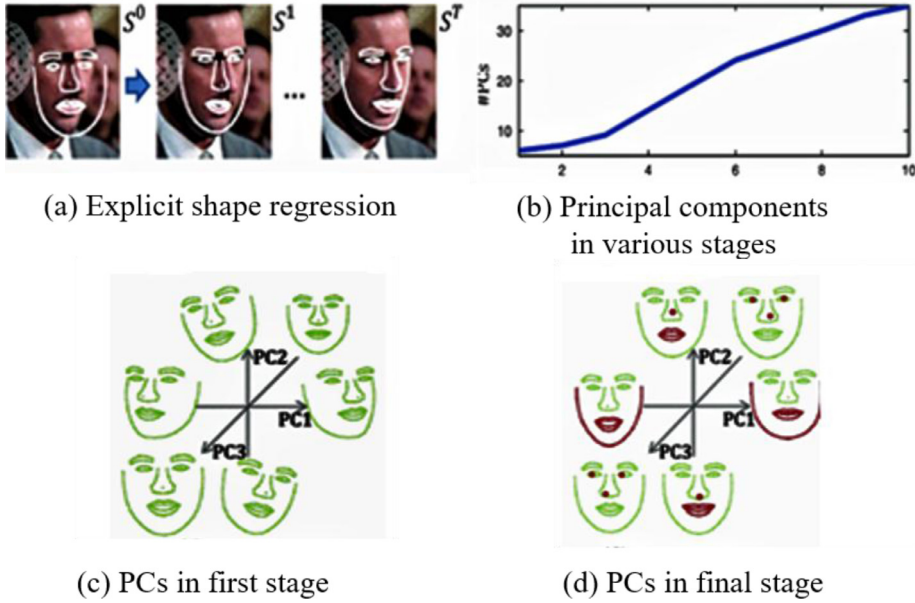 S⁰ S¹ ... Sᵀ
(a) Explicit shape regression
#PCs
30
20
10
2 4 6 8 10
(b) Principal components
in various stages
PC2
PC1
PC3
(c) PCs in first stage
PC2
PC1
PC3
(d) PCs in final stage